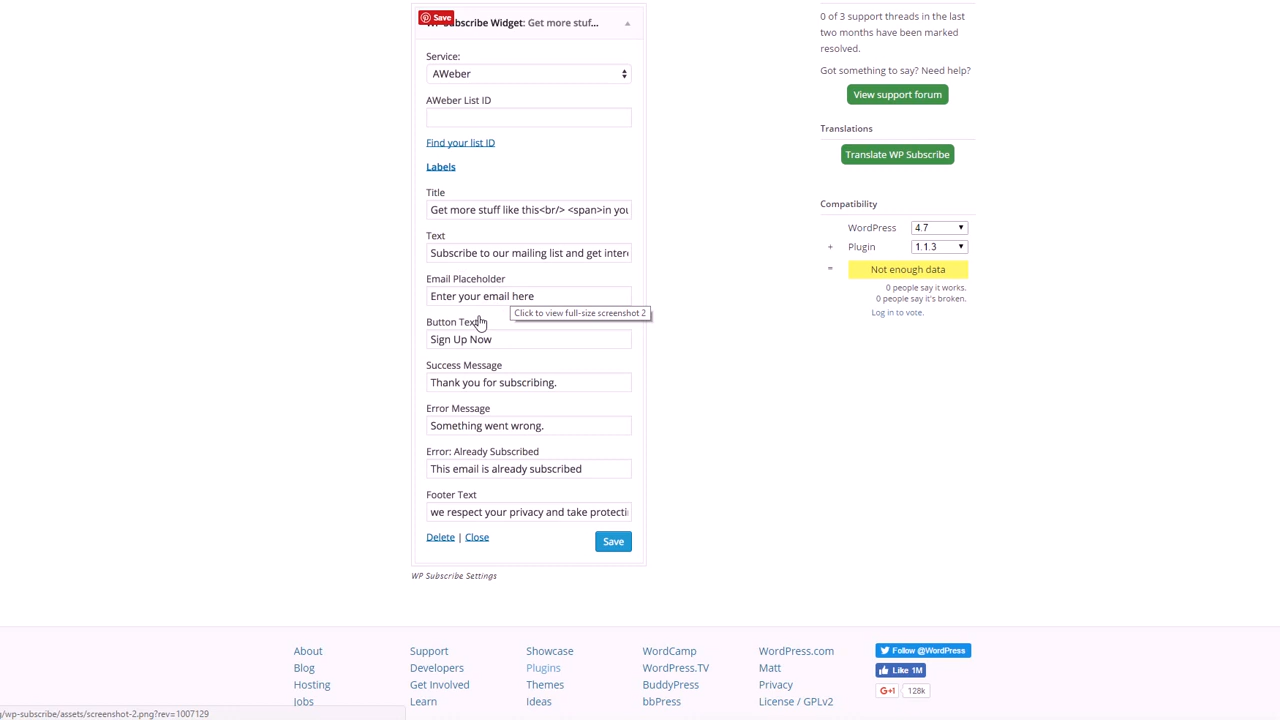 Save
Subscribe Widget: Get more stuf...
Service:
AWeber
AWeber List ID
Find your list ID
Labels
Title
Get more stuff like this<br/> <span>in you
Text
Subscribe to our mailing list and get inter
Email Placeholder
Enter your email here
Click to view full-size screenshot 2
Button Text
Sign Up Now
Success Message
Thank you for subscribing.
Error Message
Something went wrong.
Error: Already Subscribed
This email is already subscribed
Footer Text
we respect your privacy and take protecti
Delete | Close
Save
WP Subscribe Settings
0 of 3 support threads in the last
two months have been marked
resolved.
Got something to say? Need help?
View support forum
Translations
Translate WP Subscribe
Compatibility
WordPress 4.7
+ Plugin 1.1.3
= Not enough data
0 people say it works.
0 people say it's broken.
Log in to vote.
About
Blog
Hosting
Jobs
Support
Developers
Get Involved
Learn
Showcase
Plugins
Themes
Ideas
WordCamp
WordPress.TV
BuddyPress
bbPress
WordPress.com
Matt
Privacy
License / GPLv2
Follow @WordPress
Like 1M
G+1 128k
g/wp-subscribe/assets/screenshot-2.png?rev=1007129